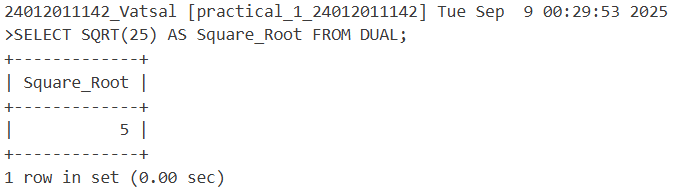 24012011142_Vatsal [practical_1_24012011142] Tue Sep  9 00:29:53 2025
>SELECT SQRT(25) AS Square_Root FROM DUAL;
+-------------+
| Square_Root |
+-------------+
|           5 |
+-------------+
1 row in set (0.00 sec)